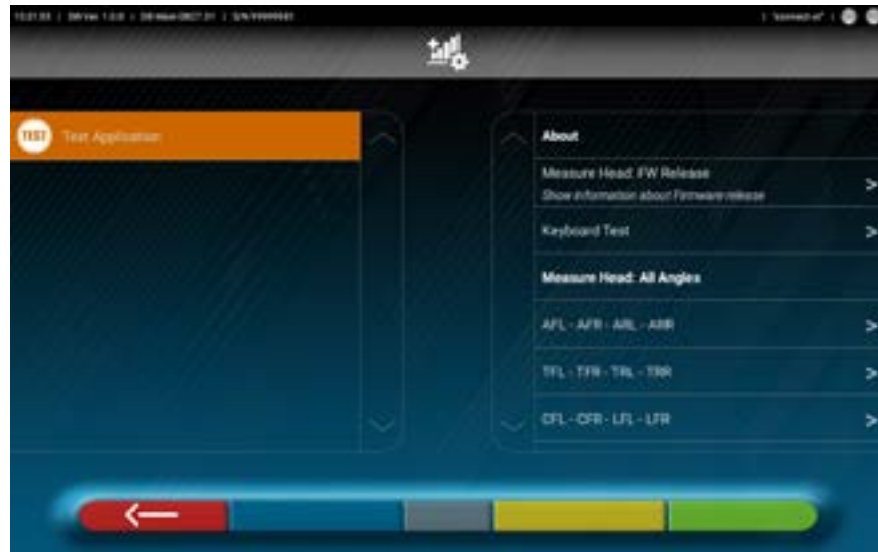 TEST Test Application
About
Measure Head: FW Release
Show information about Firmware release
Keyboard Test
Measure Head: All Angles
AFL - AFR - ARL - ARR
TFL - TFR - TRL - TRR
CFL - CFR - LFL - LFR